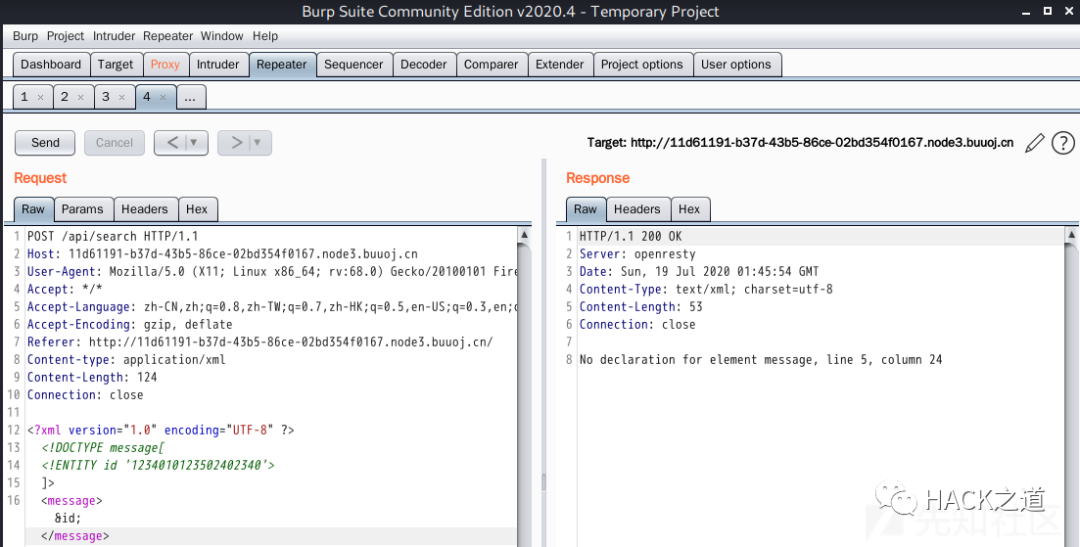 Burp Suite Community Edition v2020.4 - Temporary Project
Burp Project Intruder Repeater Window Help
Dashboard Target Proxy Intruder Repeater Sequencer Decoder Comparer Extender Project options User options
1 × 2 × 3 × 4 × ...
Send Cancel < ▼ > ▼ Target: http://11d61191-b37d-43b5-86ce-02bd354f0167.node3.buuoj.cn ?
Request
Raw Params Headers Hex
1 POST /api/search HTTP/1.1
2 Host: 11d61191-b37d-43b5-86ce-02bd354f0167.node3.buuoj.cn
3 User-Agent: Mozilla/5.0 (X11; Linux x86_64; rv:68.0) Gecko/20100101 Fire
4 Accept: */*
5 Accept-Language: zh-CN,zh;q=0.8,zh-TW;q=0.7,zh-HK;q=0.5,en-US;q=0.3,en;
6 Accept-Encoding: gzip, deflate
7 Referer: http://11d61191-b37d-43b5-86ce-02bd354f0167.node3.buuoj.cn/
8 Content-type: application/xml
9 Content-Length: 124
10 Connection: close
11
12 <?xml version="1.0" encoding="UTF-8" ?>
13 <!DOCTYPE message[
14 <!ENTITY id '1234010123502402340'>
15 ]>
16 <message>
&id;
</message>
Response
Raw Headers Hex
1 HTTP/1.1 200 OK
2 Server: openresty
3 Date: Sun, 19 Jul 2020 01:45:54 GMT
4 Content-Type: text/xml; charset=utf-8
5 Content-Length: 53
6 Connection: close
7
8 No declaration for element message, line 5, column 24
HACK之道
先知社区